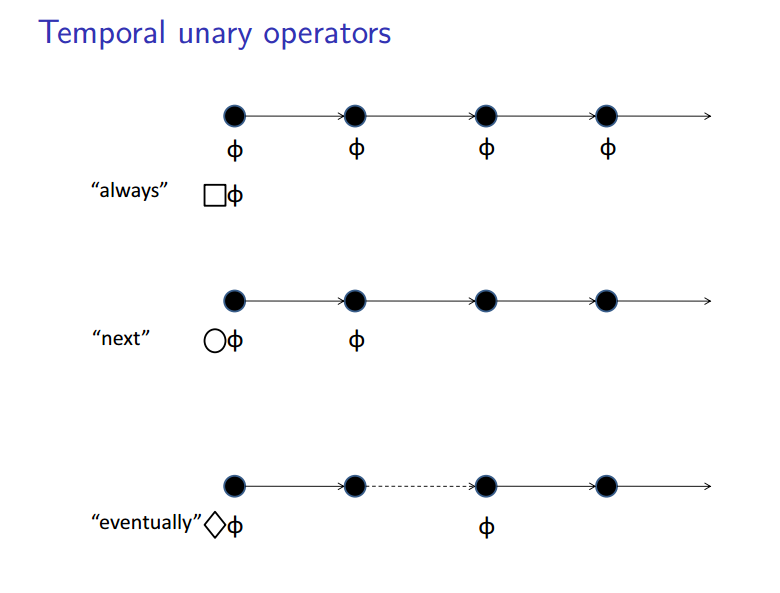 Temporal unary operators
ϕ ϕ ϕ ϕ
“always” □ϕ
“next” ○ϕ ϕ
“eventually” ◇ϕ ϕ